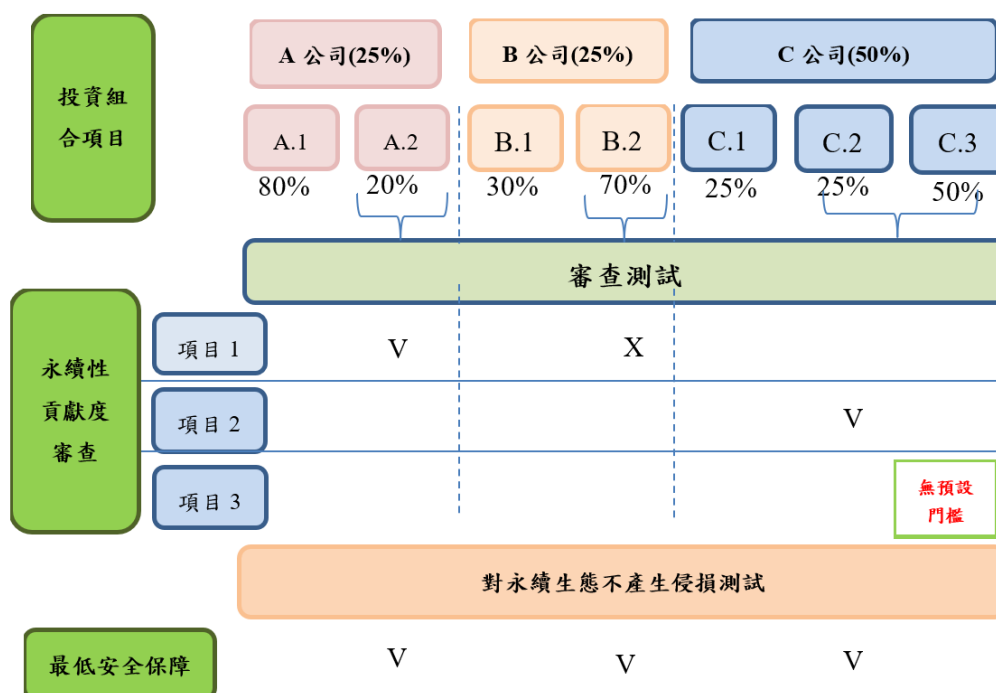 投資組
合項目
A 公司(25%)
B 公司(25%)
C 公司(50%)
A.1
A.2
B.1
B.2
C.1
C.2
C.3
80%
20%
30%
70%
25%
25%
50%
審查測試
永續性
貢獻度
審查
項目 1
V
X
項目 2
V
項目 3
無預設
門檻
對永續生態不產生侵損測試
最低安全保障
V
V
V